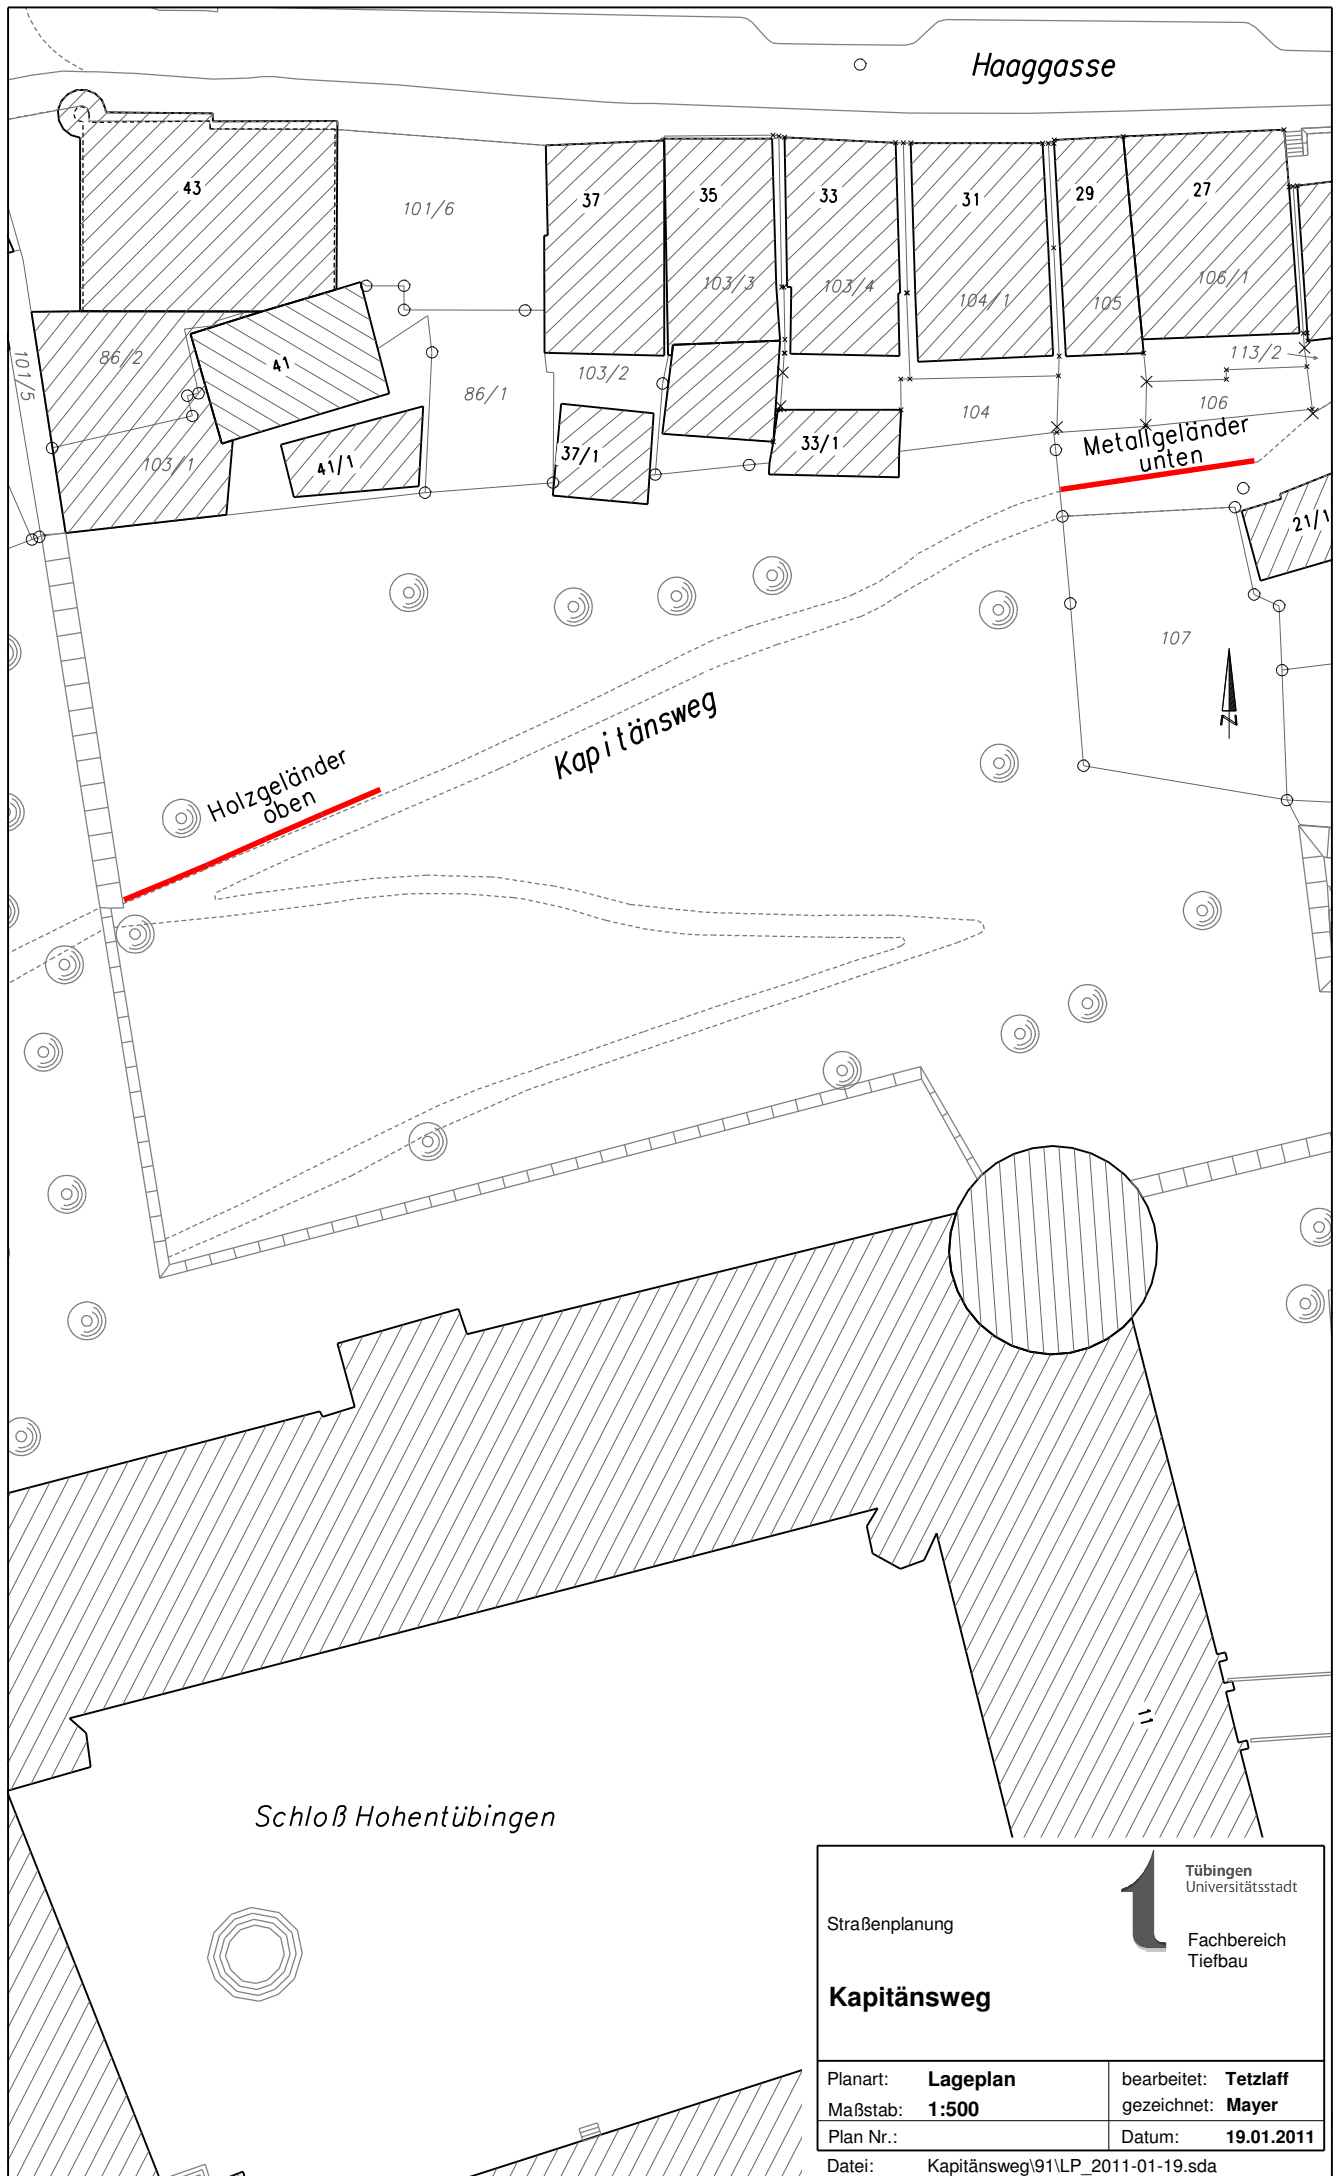 Haaggasse
43
37
35
33
31
29
27
101/6
103/3
103/4
104/1
105
106/1
86/2
101/5
41
86/1
103/2
113/2
104
106
103/1
41/1
37/1
33/1
Metallgeländer
unten
21/1
107
N
Kapitänsweg
Holzgeländer
oben
11
Schloß Hohentübingen
Tübingen
Universitätsstadt
Straßenplanung
Fachbereich
Tiefbau
Kapitänsweg
Planart: Lageplan bearbeitet: Tetzlaff
Maßstab: 1:500 gezeichnet: Mayer
Plan Nr.: Datum: 19.01.2011
Datei: Kapitänsweg\91\LP_2011-01-19.sda